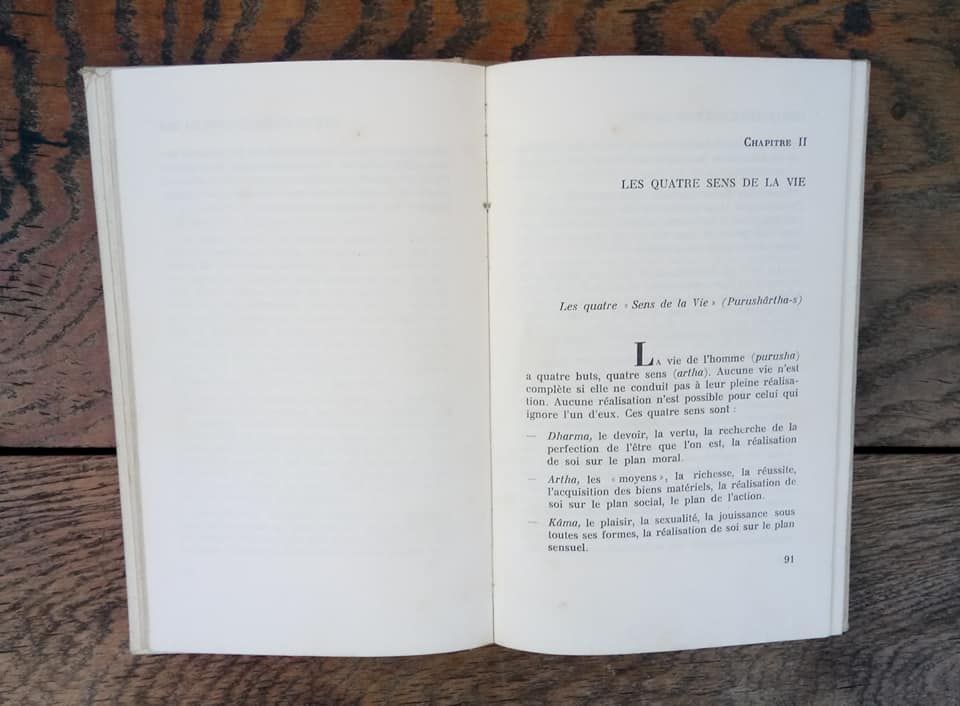 CHAPITRE II
LES QUATRE SENS DE LA VIE
Les quatre « Sens de la Vie » (Purushârtha-s)
LA vie de l'homme (purusha)
a quatre buts, quatre sens (artha). Aucune vie n'est
complète si elle ne conduit pas à leur pleine réalisa-
tion. Aucune réalisation n'est possible pour celui qui
ignore l'un d'eux. Ces quatre sens sont :
— Dharma, le devoir, la vertu, la recherche de la
perfection de l'être que l'on est, la réalisation
de soi sur le plan moral.
— Artha, les « moyens », la richesse, la réussite,
l'acquisition des biens matériels, la réalisation de
soi sur le plan social, le plan de l'action.
— Kâma, le plaisir, la sexualité, la jouissance sous
toutes ses formes, la réalisation de soi sur le plan
sensuel.
91